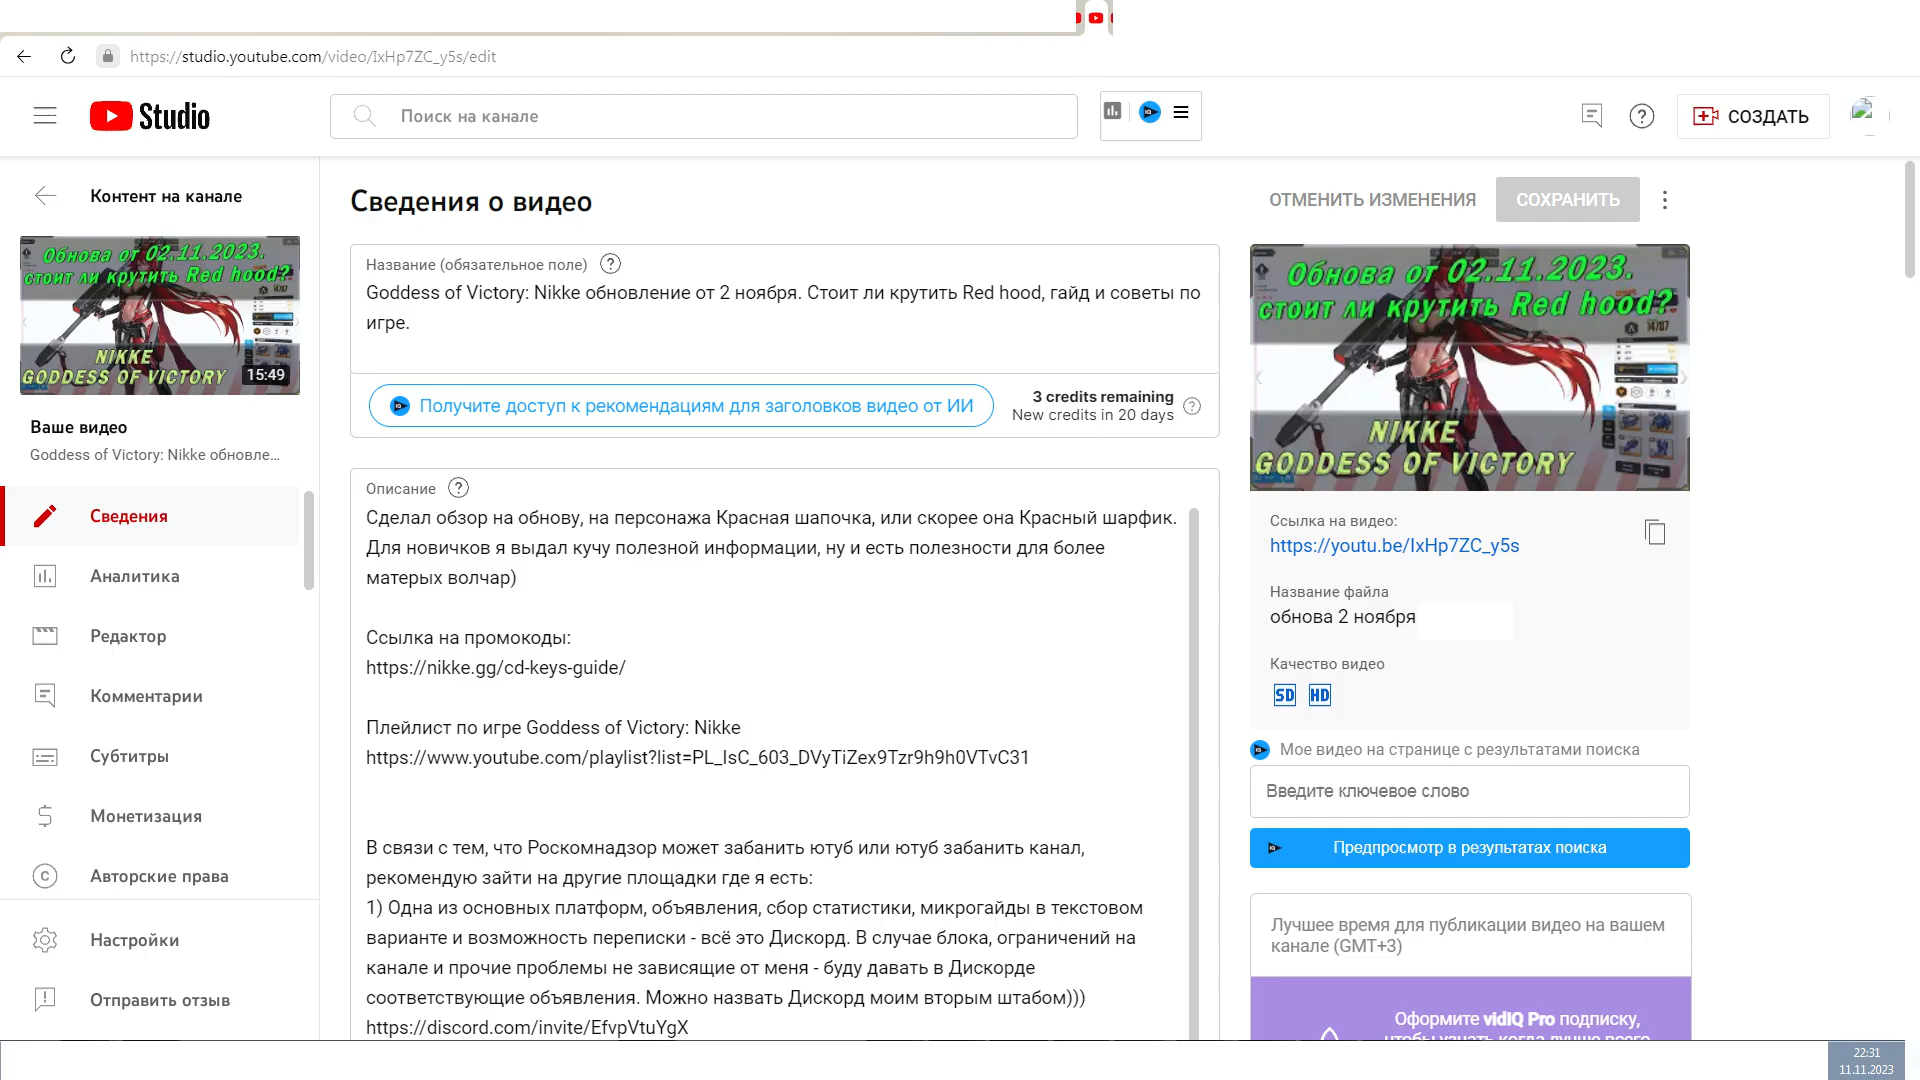 https://studio.youtube.com/video/IxHp7ZC_y5s/edit
Studio
Поиск на канале
СОЗДАТЬ
Контент на канале
Обнова от 02.11.2023.
стоит ли крутить Red hood?
14787
NIKKE
GODDESS OF VICTORY
15:49
Ваше видео
Goddess of Victory: Nikke обновле...
Сведения
Аналитика
Редактор
Комментарии
Субтитры
Монетизация
Авторские права
Настройки
Отправить отзыв
Сведения о видео
ОТМЕНИТЬ ИЗМЕНЕНИЯ
СОХРАНИТЬ
Название (обязательное поле)
Goddess of Victory: Nikke обновление от 2 ноября. Стоит ли крутить Red hood, гайд и советы по
игре.
Получите доступ к рекомендациям для заголовков видео от ИИ
3 credits remaining
New credits in 20 days
Описание
Сделал обзор на обнову, на персонажа Красная шапочка, или скорее она Красный шарфик.
Для новичков я выдал кучу полезной информации, ну и есть полезности для более
матерых волчар)
Ссылка на промокоды:
https://nikke.gg/cd-keys-guide/
Плейлист по игре Goddess of Victory: Nikke
https://www.youtube.com/playlist?list=PL_IsC_603_DVyTiZex9Tzr9h9h0VTvC31
В связи с тем, что Роскомнадзор может забанить ютуб или ютуб забанить канал,
рекомендую зайти на другие площадки где я есть:
1) Одна из основных платформ, объявления, сбор статистики, микрогайды в текстовом
варианте и возможность переписки - всё это Дискорд. В случае блока, ограничений на
канале и прочие проблемы не зависящие от меня - буду давать в Дискорде
соответствующие объявления. Можно назвать Дискорд моим вторым штабом)))
https://discord.com/invite/EfvpVtuYgX
Обнова от 02.11.2023.
стоит ли крутить Red hood?
14787
NIKKE
GODDESS OF VICTORY
Ссылка на видео:
https://youtu.be/IxHp7ZC_y5s
Название файла
обнова 2 ноября
Качество видео
SD HD
Мое видео на странице с результатами поиска
Введите ключевое слово
Предпросмотр в результатах поиска
Лучшее время для публикации видео на вашем
канале (GMT+3)
Оформите vidIQ Pro подписку,
чтобы узнать когда лучше всего
22:31
11.11.2023